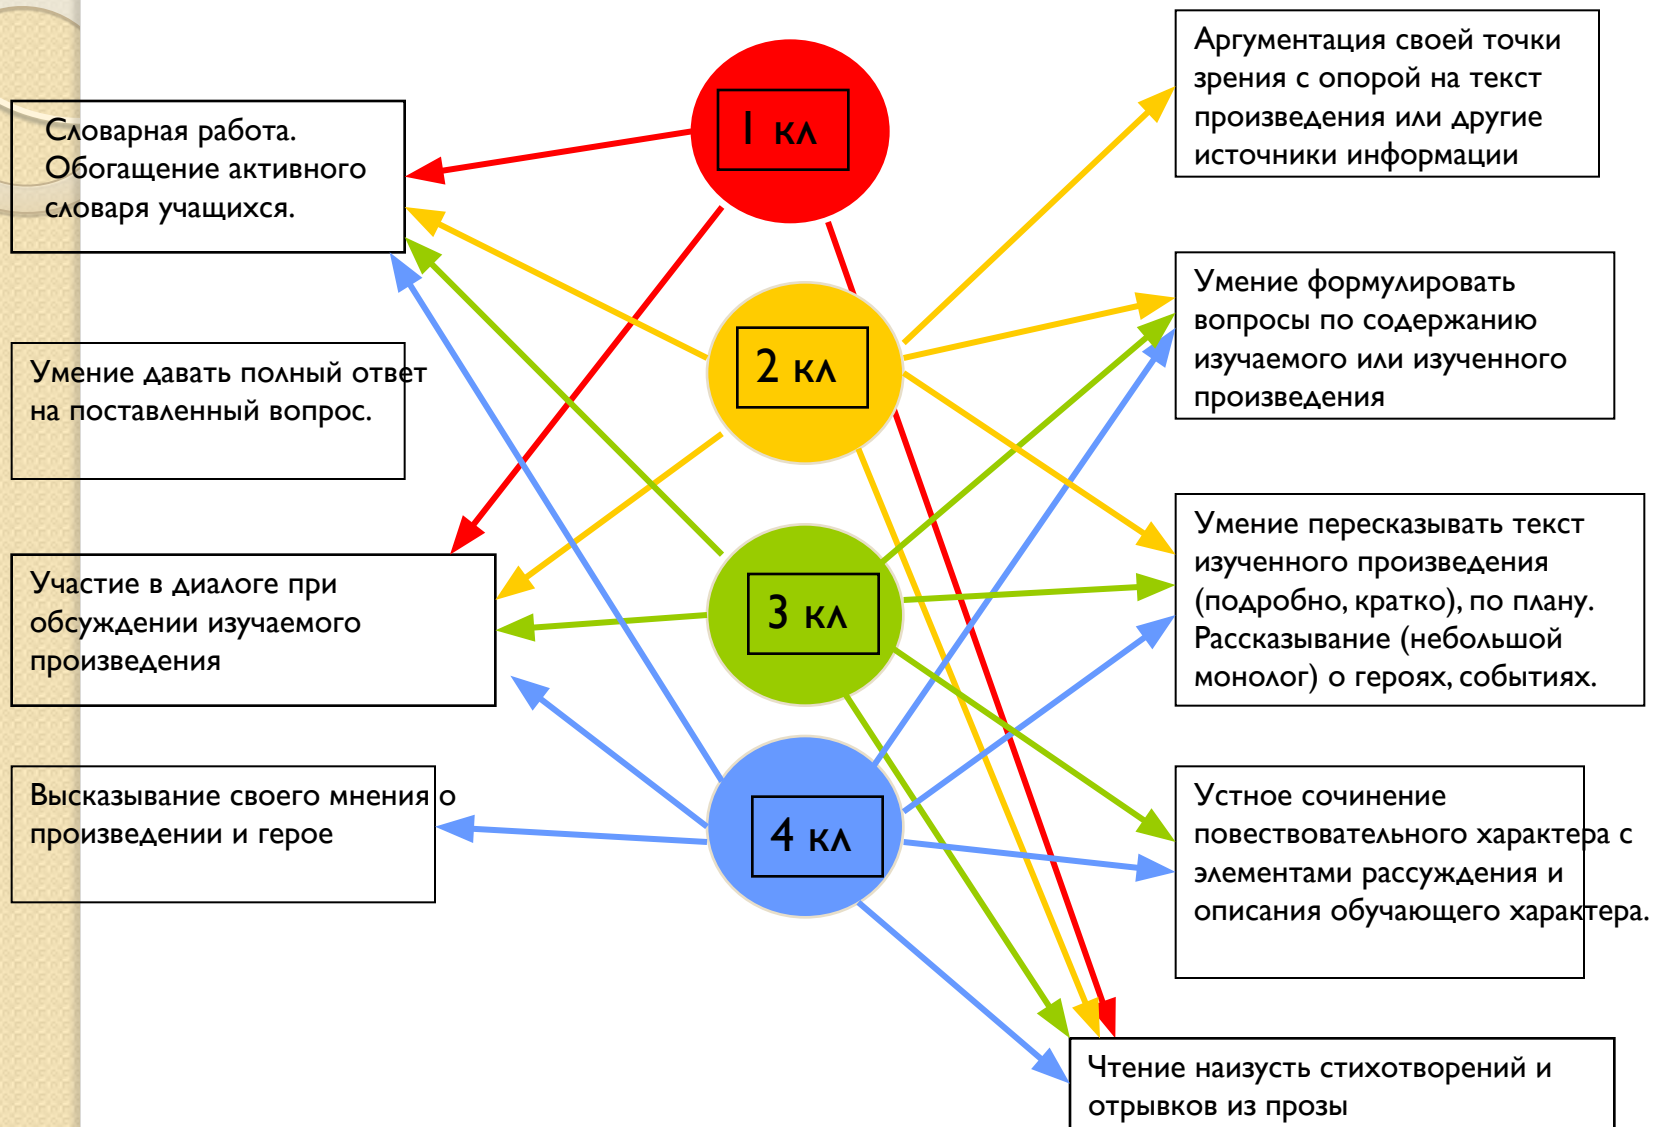 Словарная работа.
Обогащение активного
словаря учащихся.
Умение давать полный ответ
на поставленный вопрос.
Участие в диалоге при
обсуждении изучаемого
произведения
Высказывание своего мнения о
произведении и герое
1 кл
2 кл
3 кл
4 кл
Аргументация своей точки
зрения с опорой на текст
произведения или другие
источники информации
Умение формулировать
вопросы по содержанию
изучаемого или изученного
произведения
Умение пересказывать текст
изученного произведения
(подробно, кратко), по плану.
Рассказывание (небольшой
монолог) о героях, событиях.
Устное сочинение
повествовательного характера с
элементами рассуждения и
описания обучающего характера.
Чтение наизусть стихотворений и
отрывков из прозы